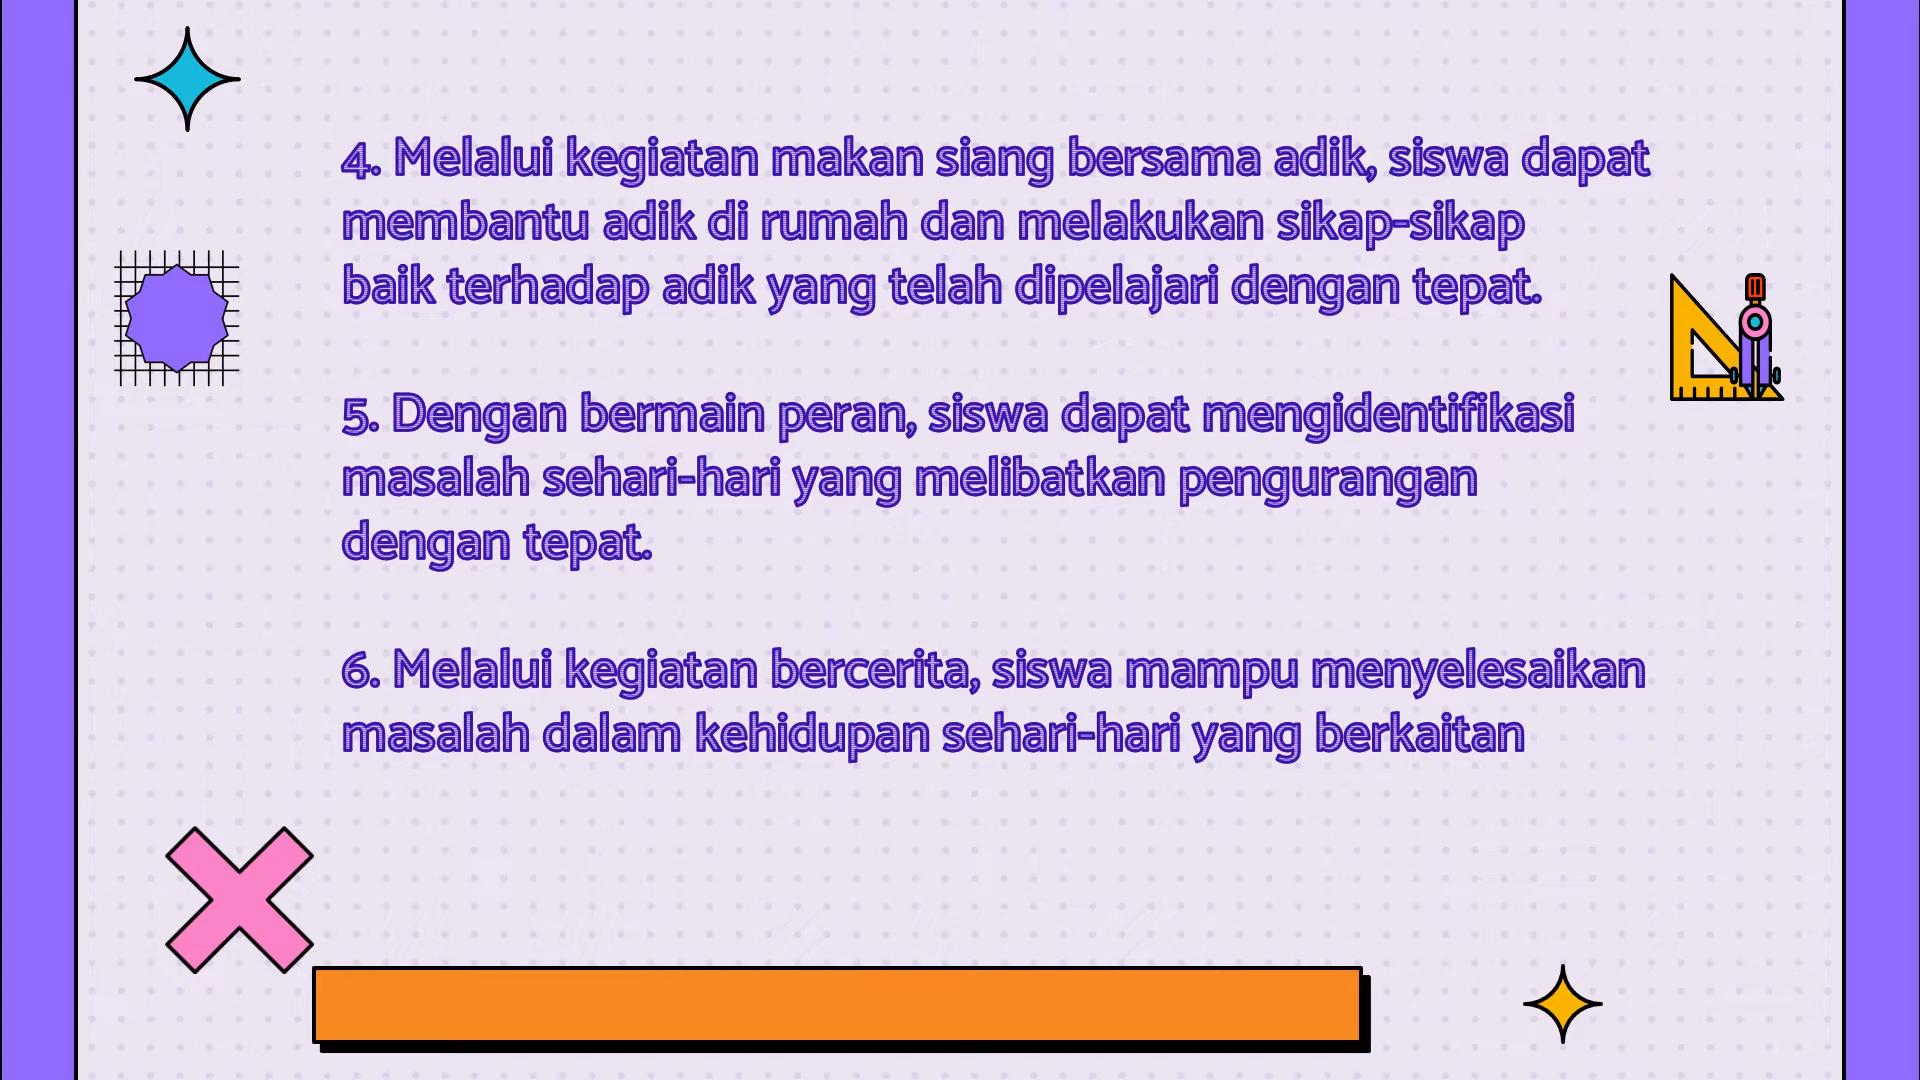 4. Melalui kegiatan makan siang bersama adik, siswa dapat
membantu adik di rumah dan melakukan sikap-sikap
baik terhadap adik yang telah dipelajari dengan tepat.
5. Dengan bermain peran, siswa dapat mengidentifikasi
masalah sehari-hari yang melibatkan pengurangan
dengan tepat.
6. Melalui kegiatan bercerita, siswa mampu menyelesaikan
masalah dalam kehidupan sehari-hari yang berkaitan